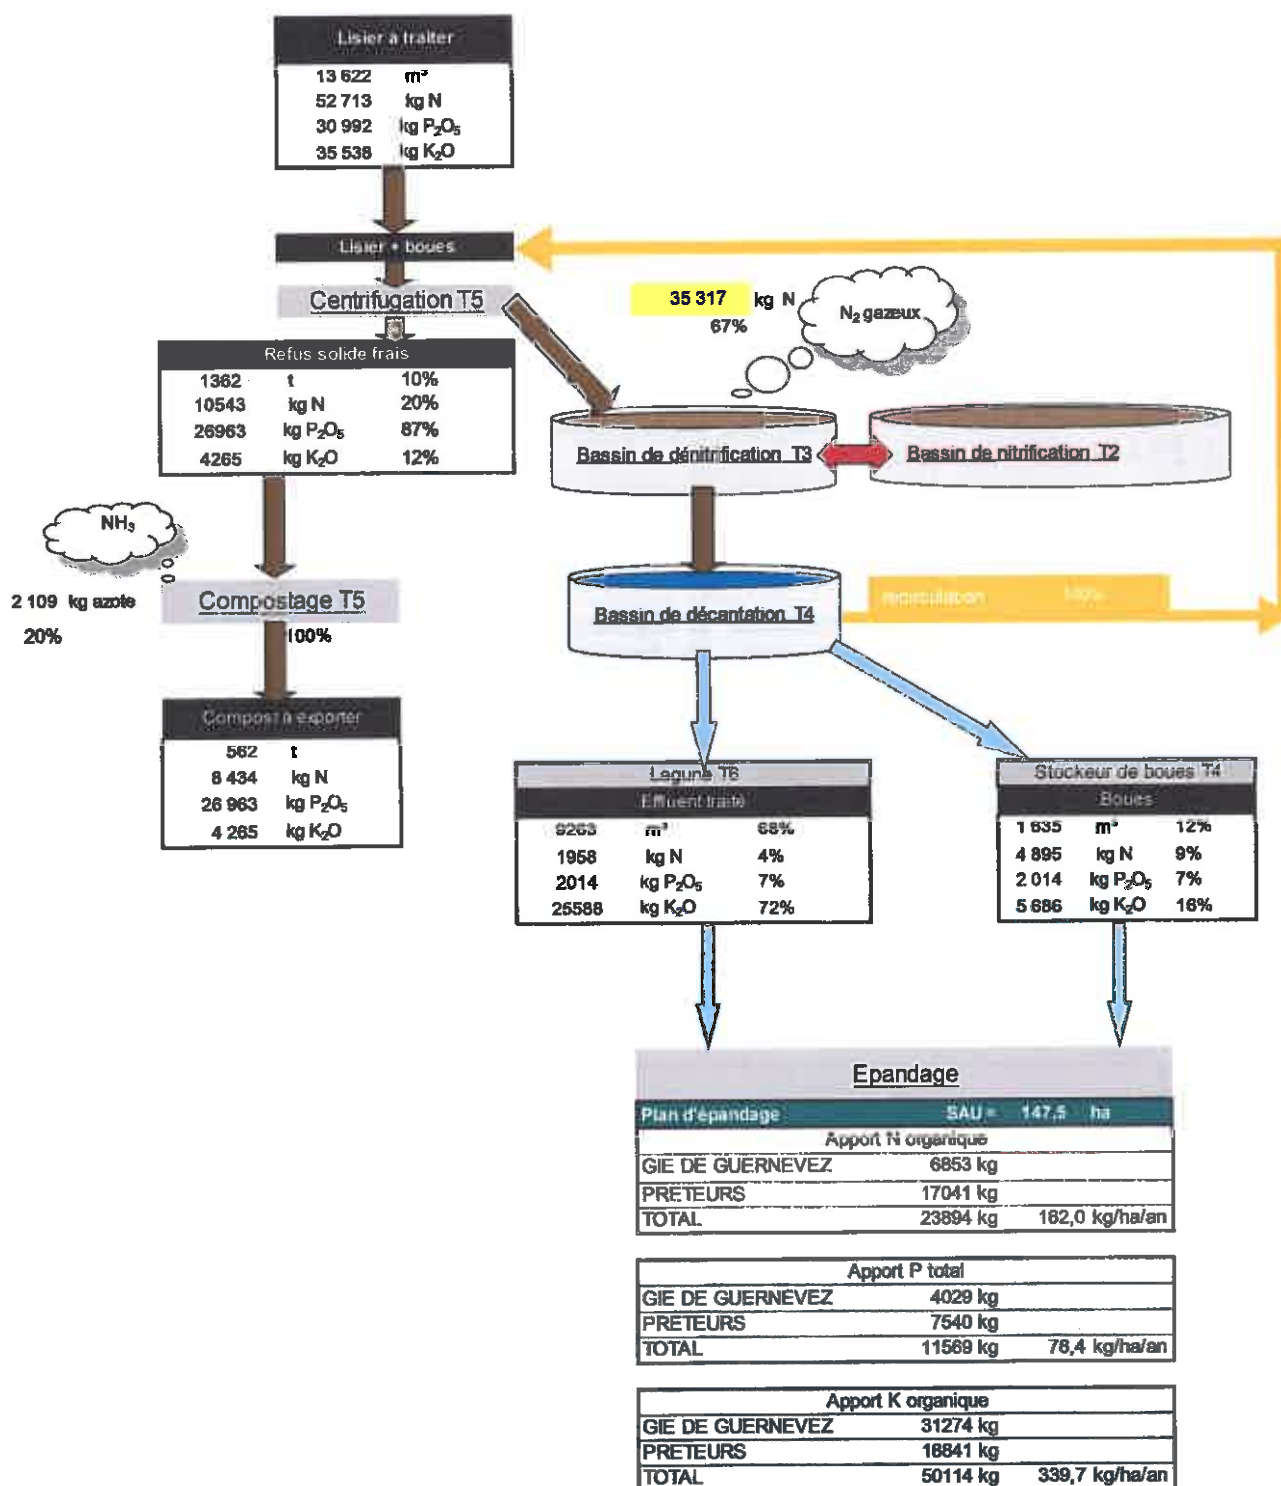 Lisier à traiter
13 622 m³
52 713 kg N
30 992 kg P₂O₅
35 538 kg K₂O
Lisier + boues
Centrifugation T5
35 317 kg N
67%
N₂ gazeux
Refus solide frais
1362 t 10%
10543 kg N 20%
26963 kg P₂O₅ 87%
4265 kg K₂O 12%
Bassin de dénitrification T3
Bassin de nitrification T2
NH₃
2 109 kg azote
20%
Compostage T5
100%
Bassin de décantation T4
recirculation
Compost à exporter
562 t
8 434 kg N
26 963 kg P₂O₅
4 265 kg K₂O
Lagune T6
Effluent traité
9263 m³ 68%
1958 kg N 4%
2014 kg P₂O₅ 7%
25588 kg K₂O 72%
Stockeur de boues T4
Boues
1 635 m³ 12%
4 895 kg N 9%
2 014 kg P₂O₅ 7%
5 686 kg K₂O 16%
Epandage
Plan d'épandage SAU = 147,5 ha
Apport N organique
GIE DE GUERNEVEZ 6853 kg
PRETEURS 17041 kg
TOTAL 23894 kg 162,0 kg/ha/an
Apport P total
GIE DE GUERNEVEZ 4029 kg
PRETEURS 7540 kg
TOTAL 11569 kg 78,4 kg/ha/an
Apport K organique
GIE DE GUERNEVEZ 31274 kg
PRETEURS 18841 kg
TOTAL 50114 kg 339,7 kg/ha/an